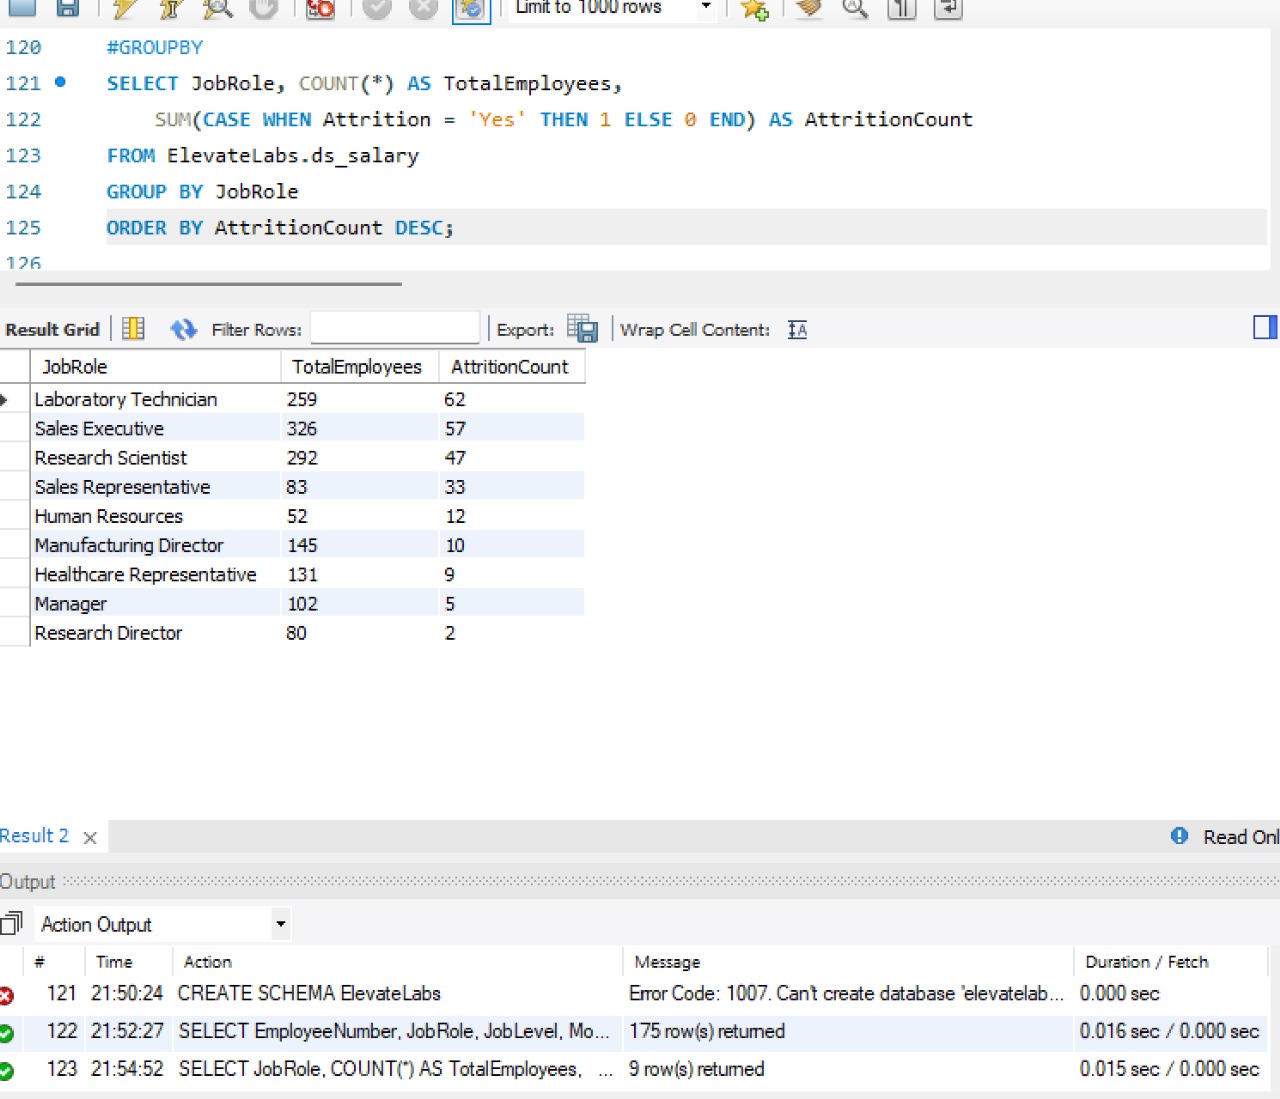 Limit to 1000 rows
120 #GROUPBY
121 SELECT JobRole, COUNT(*) AS TotalEmployees,
122 SUM(CASE WHEN Attrition = 'Yes' THEN 1 ELSE 0 END) AS AttritionCount
123 FROM ElevateLabs.ds_salary
124 GROUP BY JobRole
125 ORDER BY AttritionCount DESC;
126
Result Grid Filter Rows: Export: Wrap Cell Content:
JobRole TotalEmployees AttritionCount
Laboratory Technician 259 62
Sales Executive 326 57
Research Scientist 292 47
Sales Representative 83 33
Human Resources 52 12
Manufacturing Director 145 10
Healthcare Representative 131 9
Manager 102 5
Research Director 80 2
Result 2 Read Onl
Output
Action Output
# Time Action Message Duration / Fetch
121 21:50:24 CREATE SCHEMA ElevateLabs Error Code: 1007. Can't create database 'elevatelab... 0.000 sec
122 21:52:27 SELECT EmployeeNumber, JobRole, JobLevel, Mo... 175 row(s) returned 0.016 sec / 0.000 sec
123 21:54:52 SELECT JobRole, COUNT(*) AS TotalEmployees, ... 9 row(s) returned 0.015 sec / 0.000 sec